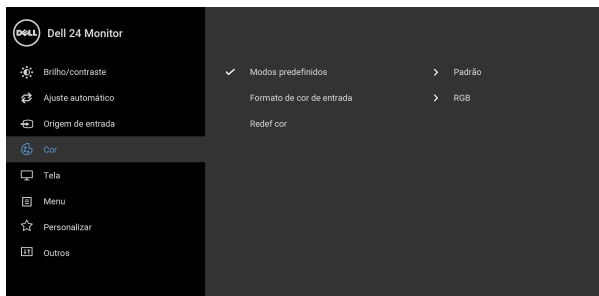 DELL Dell 24 Monitor
Brilho/contraste
Modos predefinidos
Padrão
Ajuste automático
Formato de cor de entrada
RGB
Origem de entrada
Redef cor
Cor
Tela
Menu
Personalizar
Outros